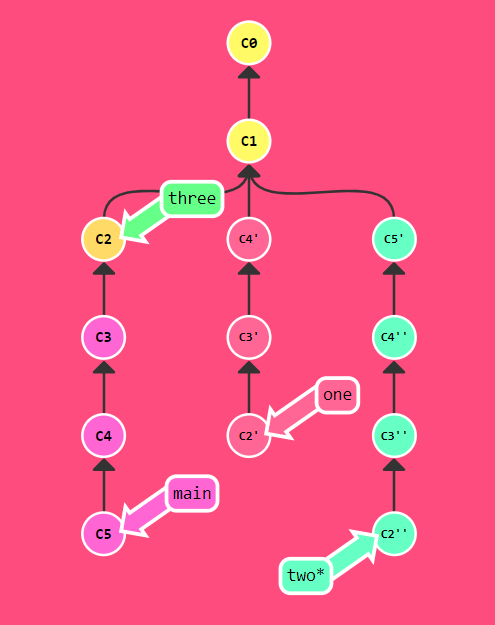 C0
C1
three
C2
C4'
C5'
C3
C3'
C4''
one
C4
C2'
C3''
main
C5
C2''
two*